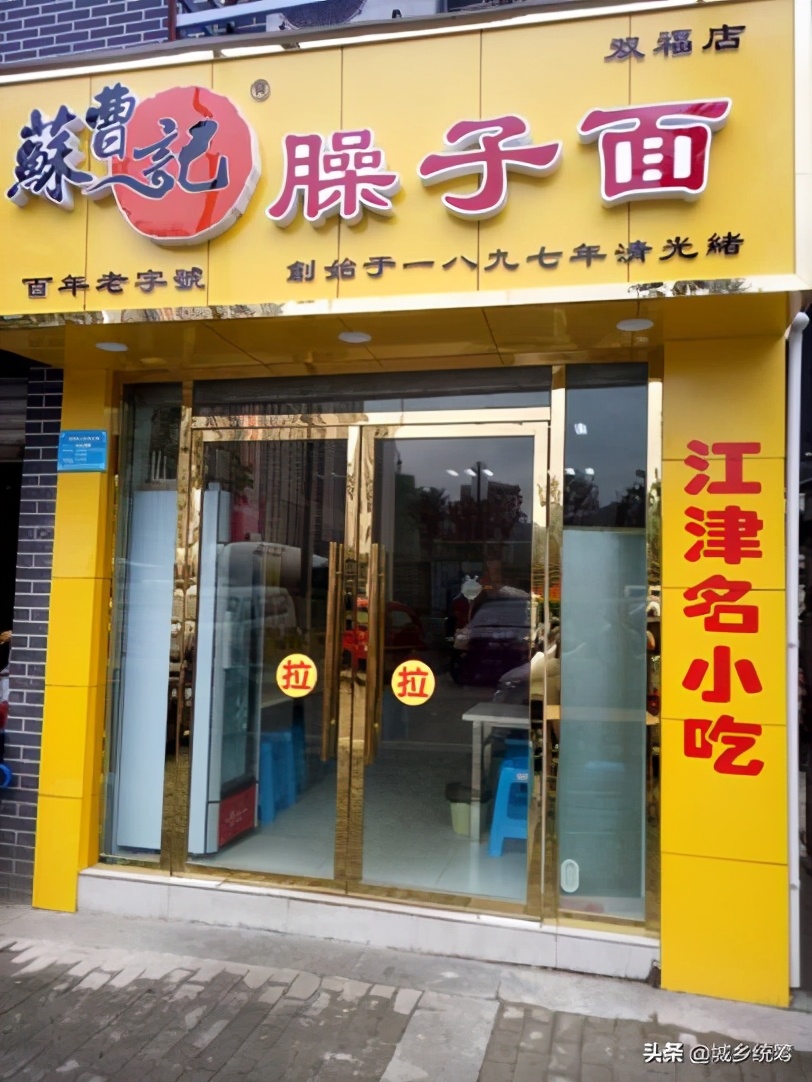 双福店
蘇曹記
臊子面
百年老字號
創始于一八九七年清光緒
江津名小吃
拉
拉
头条 @城乡统筹